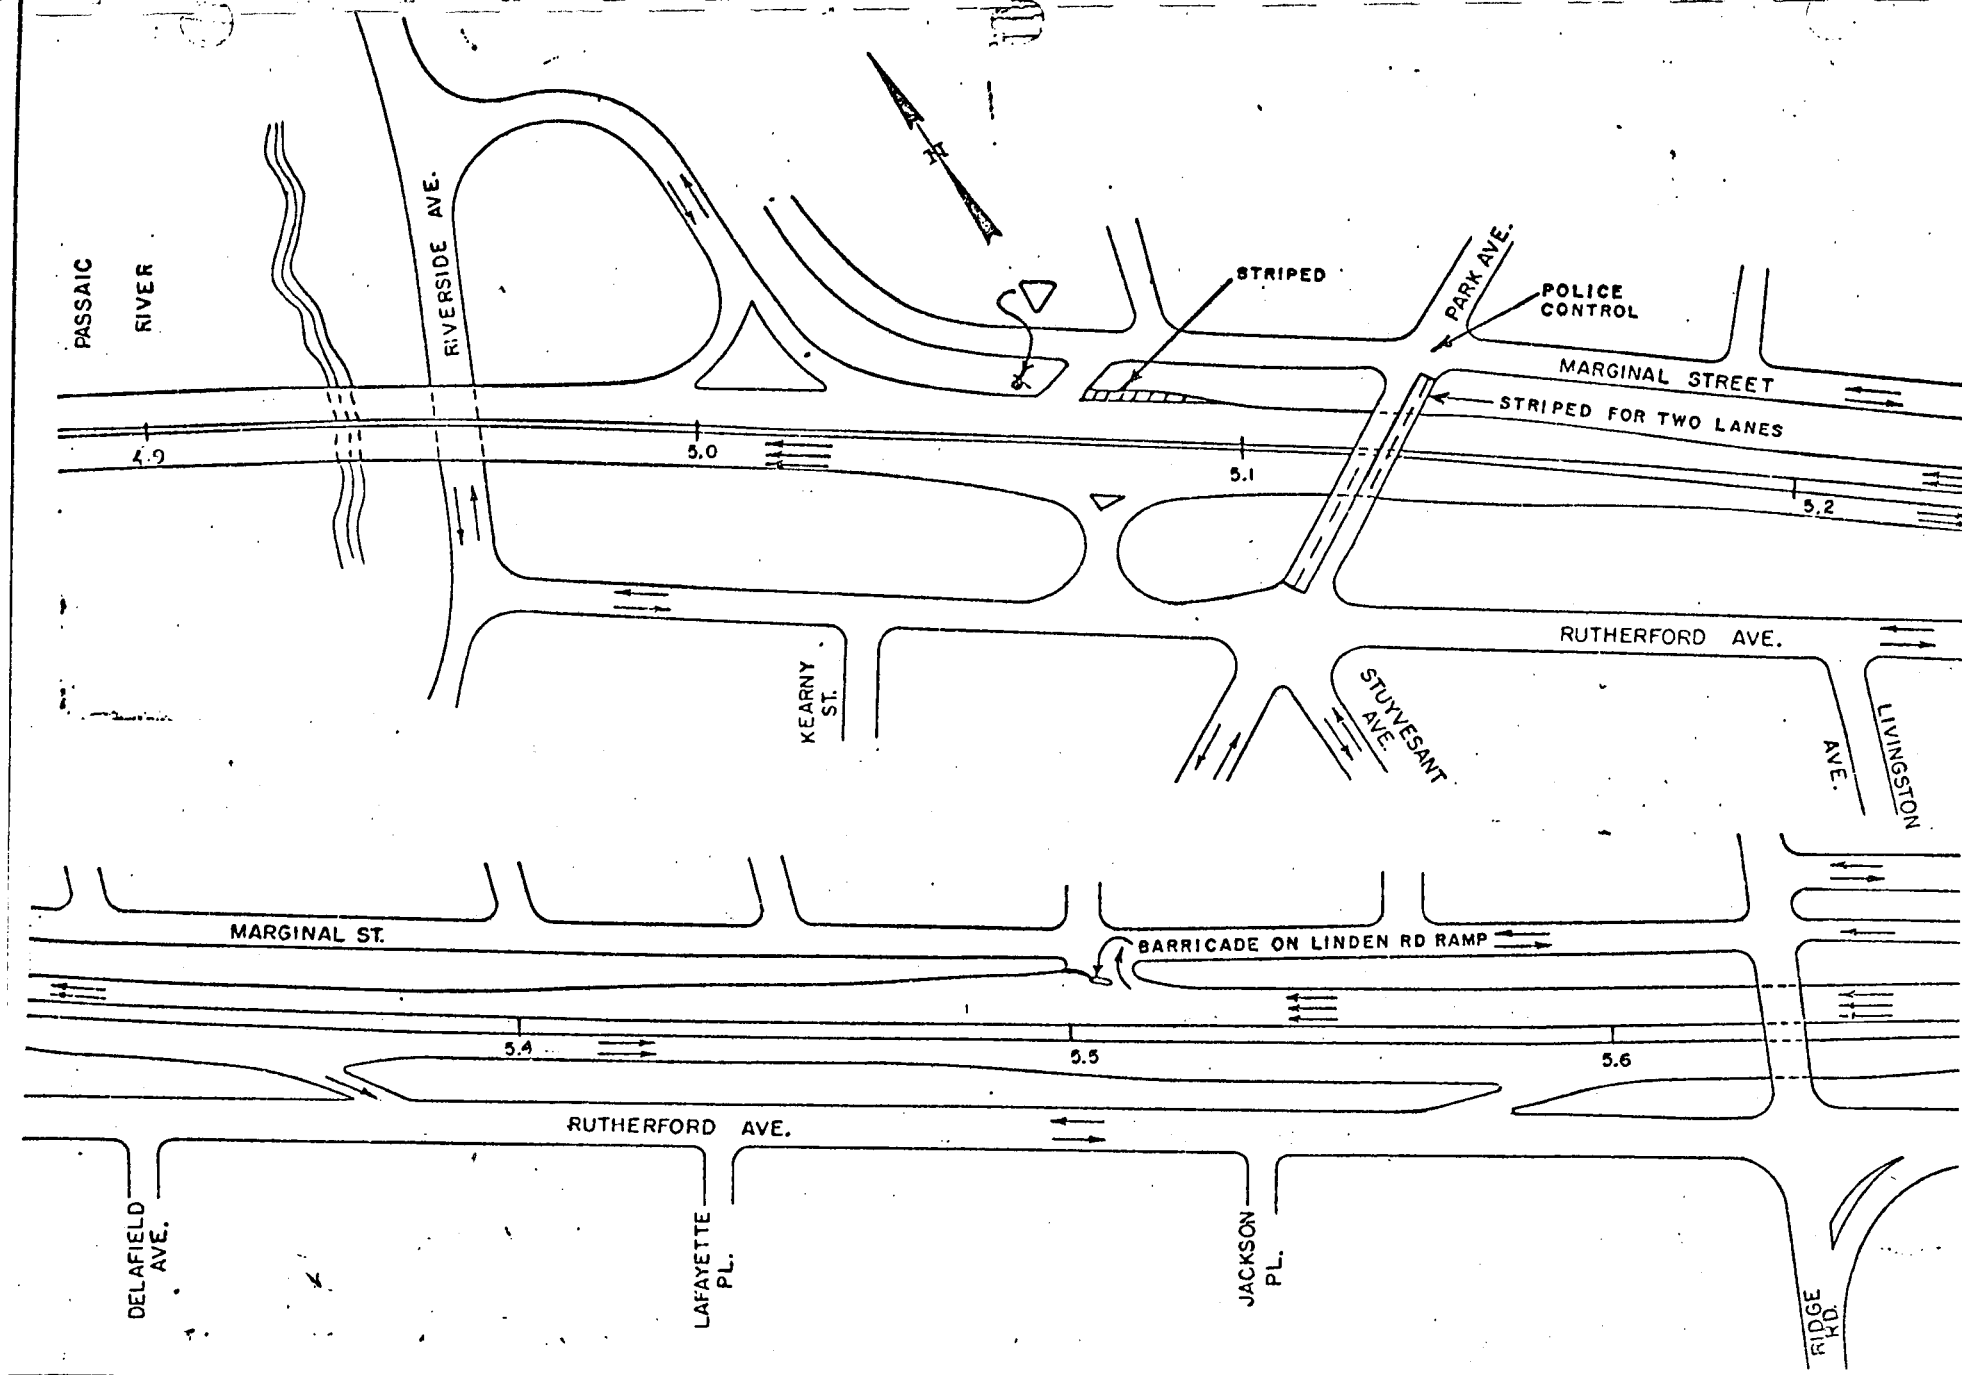 PASSAIC
RIVER
RIVERSIDE AVE.
N
STRIPED
PARK AVE.
POLICE
CONTROL
MARGINAL STREET
STRIPED FOR TWO LANES
4.9
5.0
5.1
5.2
RUTHERFORD AVE.
KEARNY
ST.
STUYVESANT
AVE.
LIVINGSTON
AVE.
MARGINAL ST.
BARRICADE ON LINDEN RD RAMP
5.4
5.5
5.6
RUTHERFORD AVE.
DELAFIELD
AVE.
LAFAYETTE
PL.
JACKSON
PL.
RIDGE
RD.